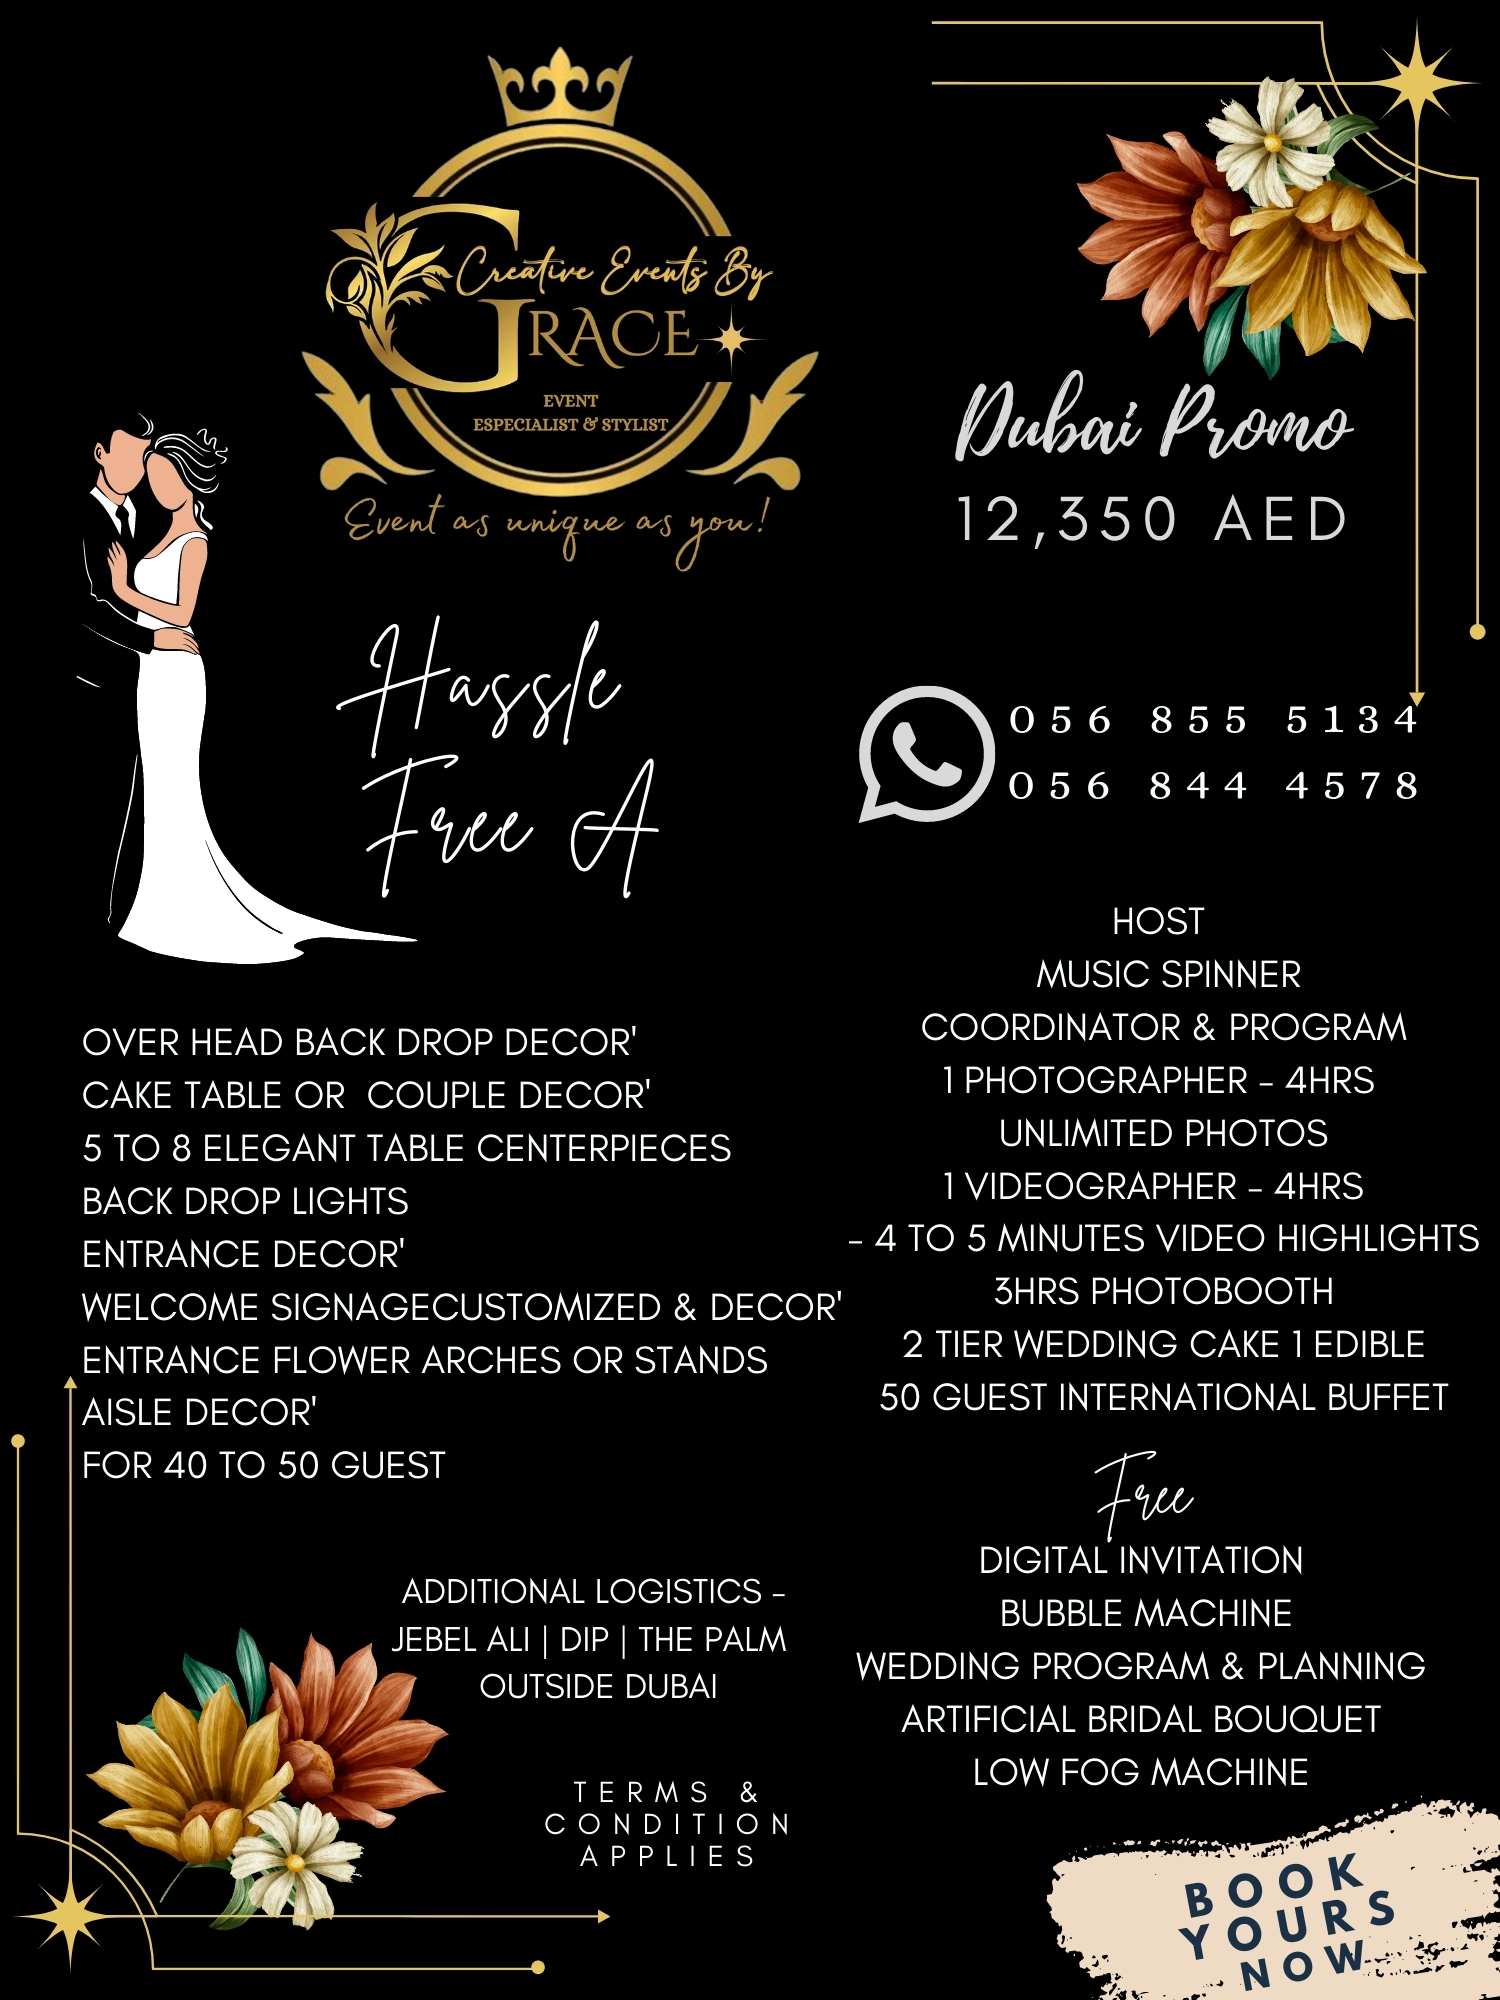 Creative Events By
GRACE
EVENT
ESPECIALIST & STYLIST
Event as unique as you!
Dubai Promo
12,350 AED
Hassle
Free A
056 855 5134
056 844 4578
OVER HEAD BACK DROP DECOR'
CAKE TABLE OR COUPLE DECOR'
5 TO 8 ELEGANT TABLE CENTERPIECES
BACK DROP LIGHTS
ENTRANCE DECOR'
WELCOME SIGNAGECUSTOMIZED & DECOR'
ENTRANCE FLOWER ARCHES OR STANDS
AISLE DECOR'
FOR 40 TO 50 GUEST
HOST
MUSIC SPINNER
COORDINATOR & PROGRAM
1 PHOTOGRAPHER - 4HRS
UNLIMITED PHOTOS
1 VIDEOGRAPHER - 4HRS
- 4 TO 5 MINUTES VIDEO HIGHLIGHTS
3HRS PHOTOBOOTH
2 TIER WEDDING CAKE 1 EDIBLE
50 GUEST INTERNATIONAL BUFFET
Free
DIGITAL INVITATION
BUBBLE MACHINE
WEDDING PROGRAM & PLANNING
ARTIFICIAL BRIDAL BOUQUET
LOW FOG MACHINE
ADDITIONAL LOGISTICS -
JEBEL ALI | DIP | THE PALM
OUTSIDE DUBAI
TERMS &
CONDITION
APPLIES
BOOK
YOURS
NOW